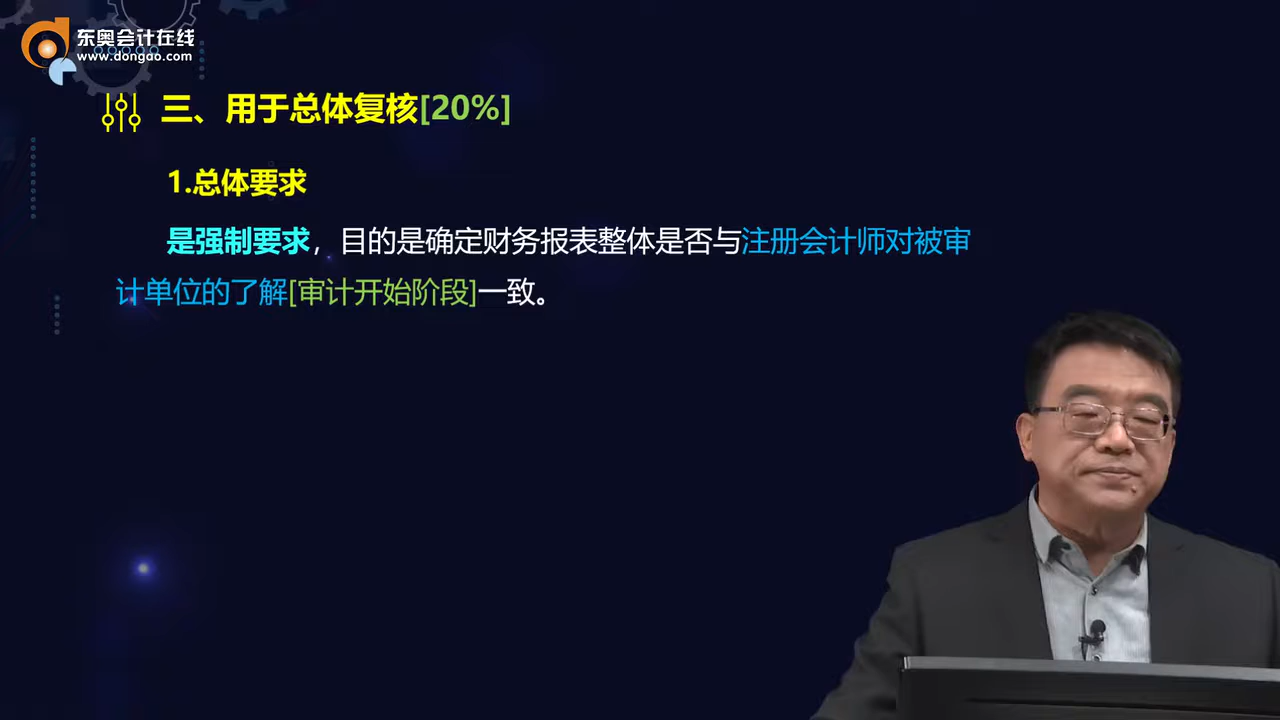 东奥会计在线
www.dongao.com
三、用于总体复核[20%]
1.总体要求
是强制要求，目的是确定财务报表整体是否与注册会计师对被审
计单位的了解[审计开始阶段]一致。